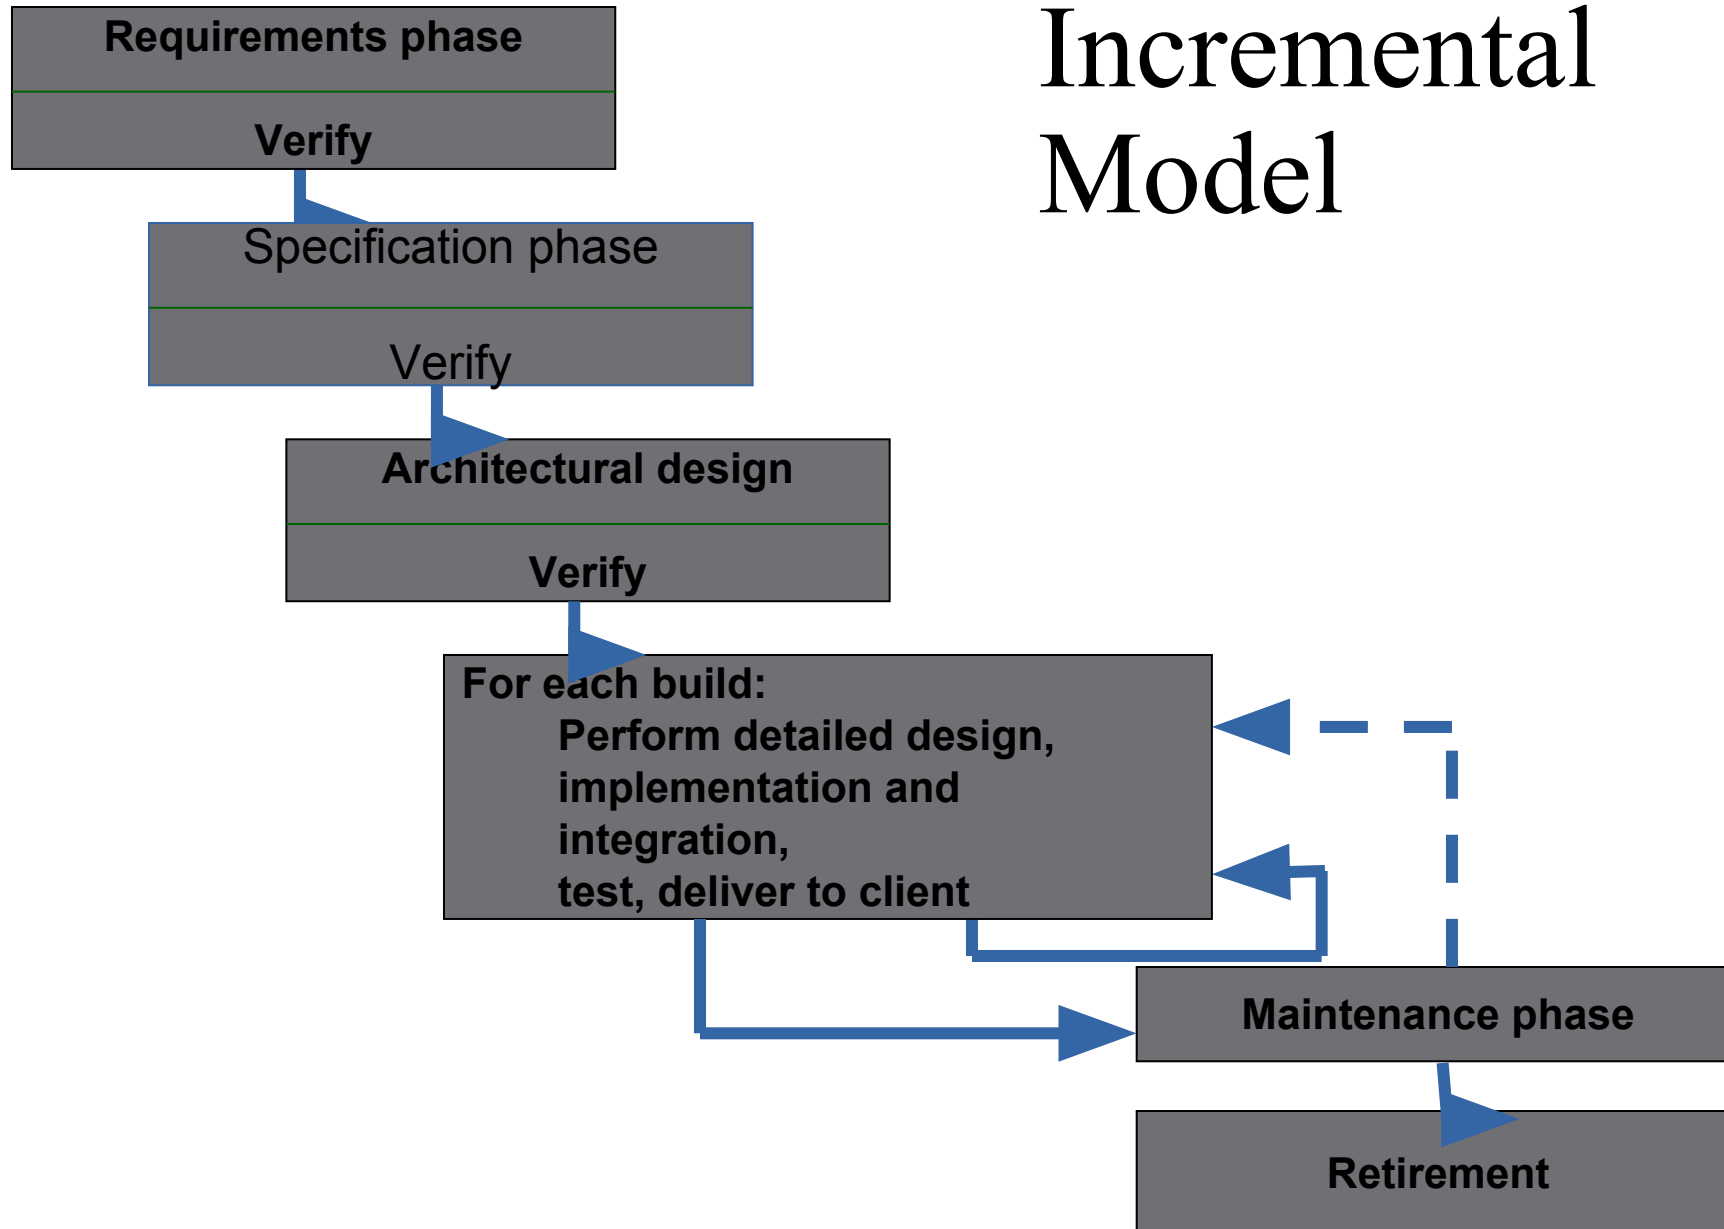 Incremental
Model
Requirements phase
Verify
Specification phase
Verify
Architectural design
Verify
For each build:
Perform detailed design,
implementation and
integration,
test, deliver to client
Maintenance phase
Retirement